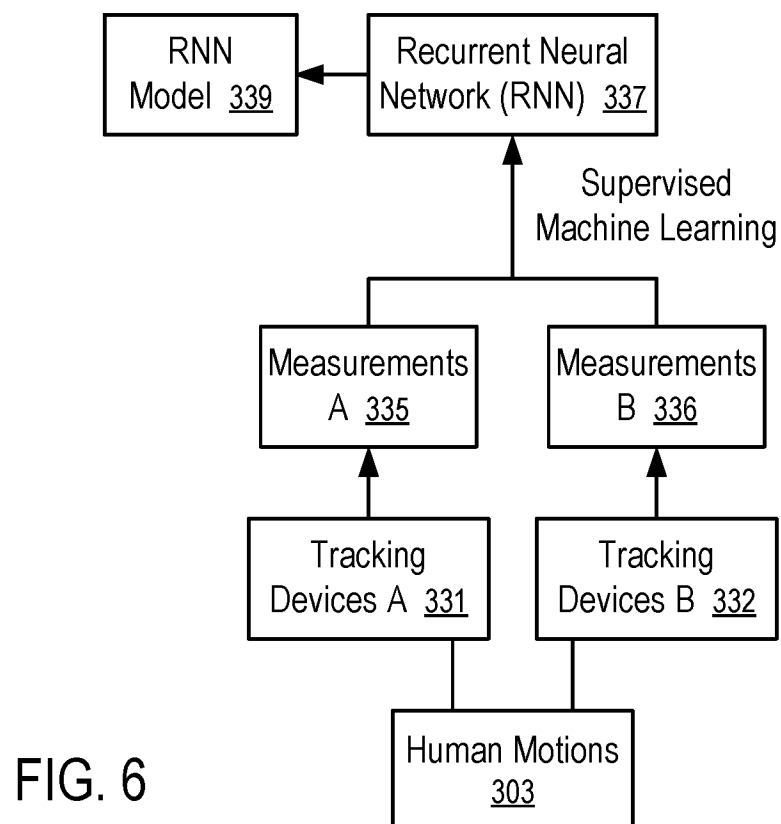 RNN
Model 339
Recurrent Neural
Network (RNN) 337
Supervised
Machine Learning
Measurements
A 335
Measurements
B 336
Tracking
Devices A 331
Tracking
Devices B 332
Human Motions
303
FIG. 6